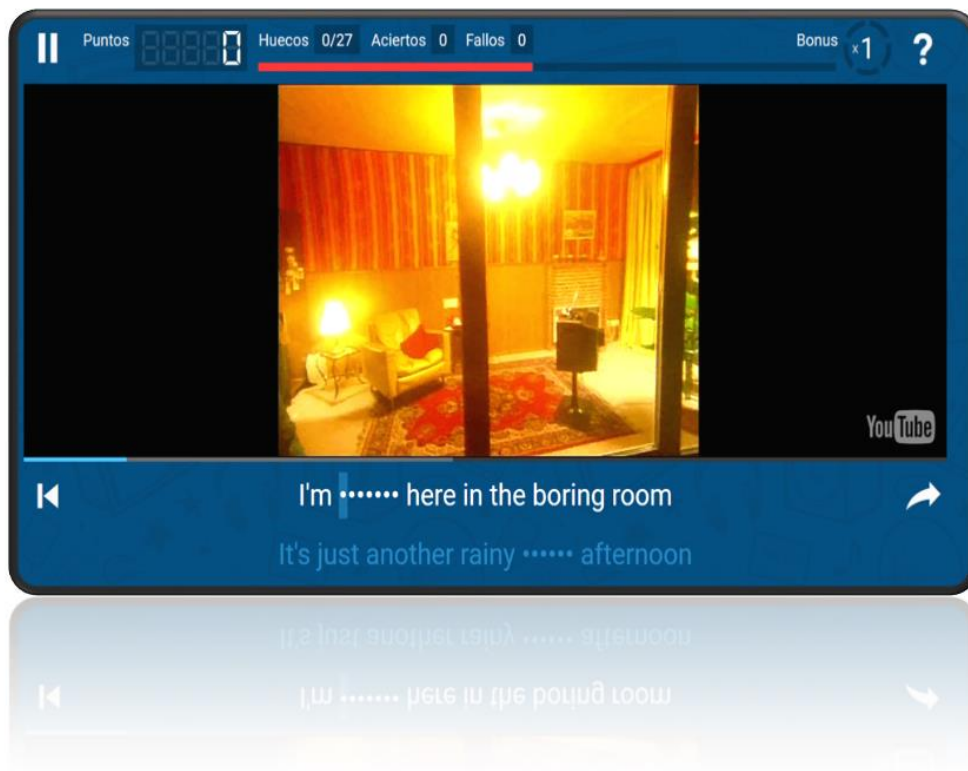 Puntos 0 Huecos 0/27 Aciertos 0 Fallos 0 Bonus x1 ?
YouTube
I'm ······· here in the boring room
It's just another rainy ······ afternoon